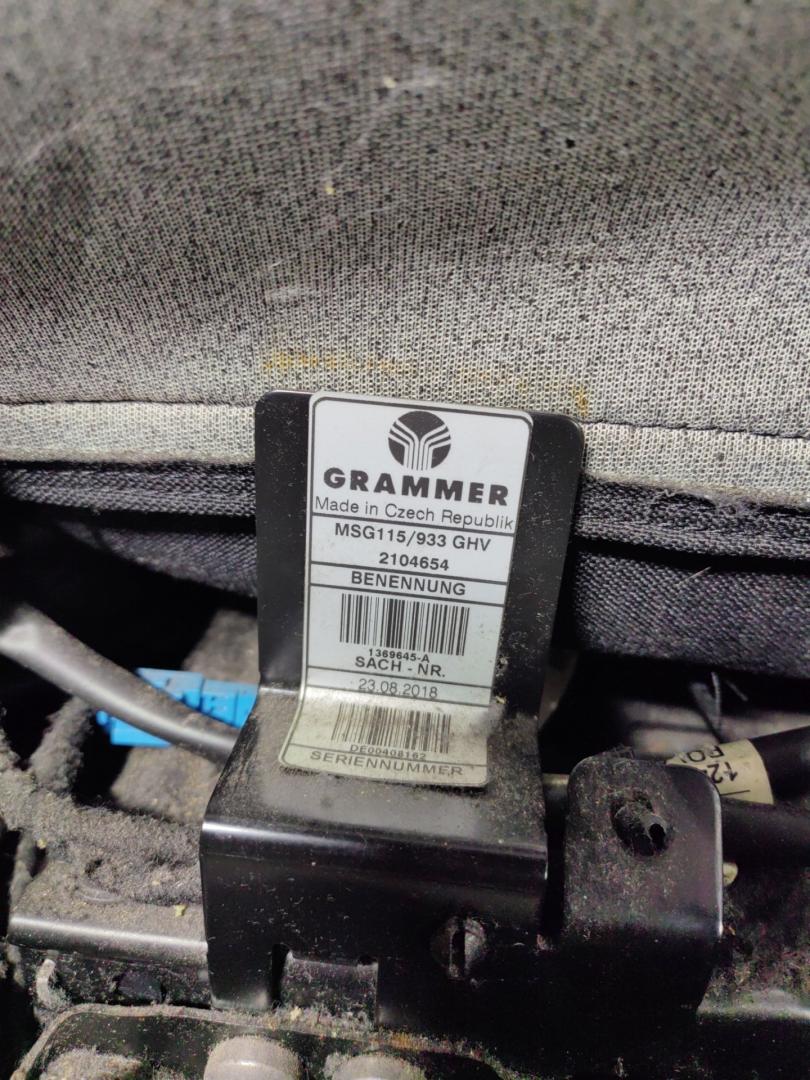 GRAMMER
Made in Czech Republik
MSG115/933 GHV
2104654
BENENNUNG
1369645-A
SACH - NR.
23.08.2018
DE00408162
SERIENNUMMER